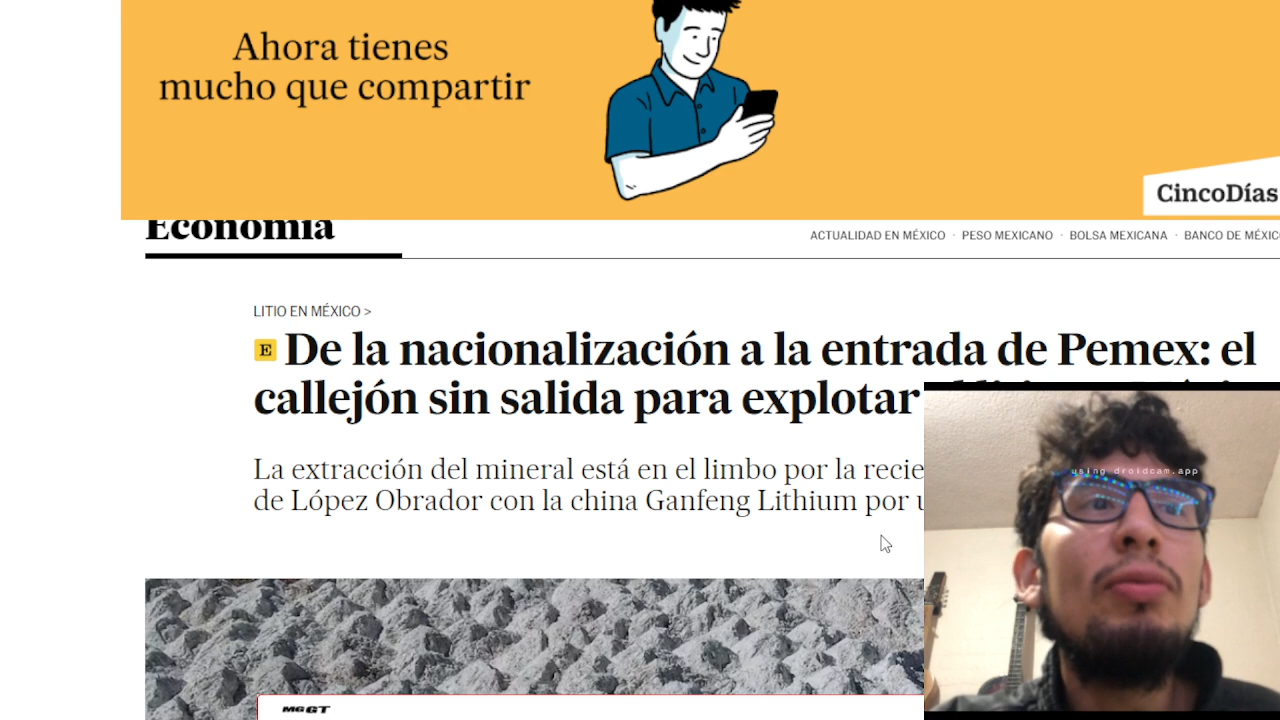 Ahora tienes
mucho que compartir
CincoDías
Economía
ACTUALIDAD EN MÉXICO · PESO MEXICANO · BOLSA MEXICANA · BANCO DE
LITIO EN MÉXICO >
E De la nacionalización a la entrada de Pemex: el
callejón sin salida para explotar
using droidcam.app
La extracción del mineral está en el limbo por la
de López Obrador con la china Ganfeng Lithium por
MG GT